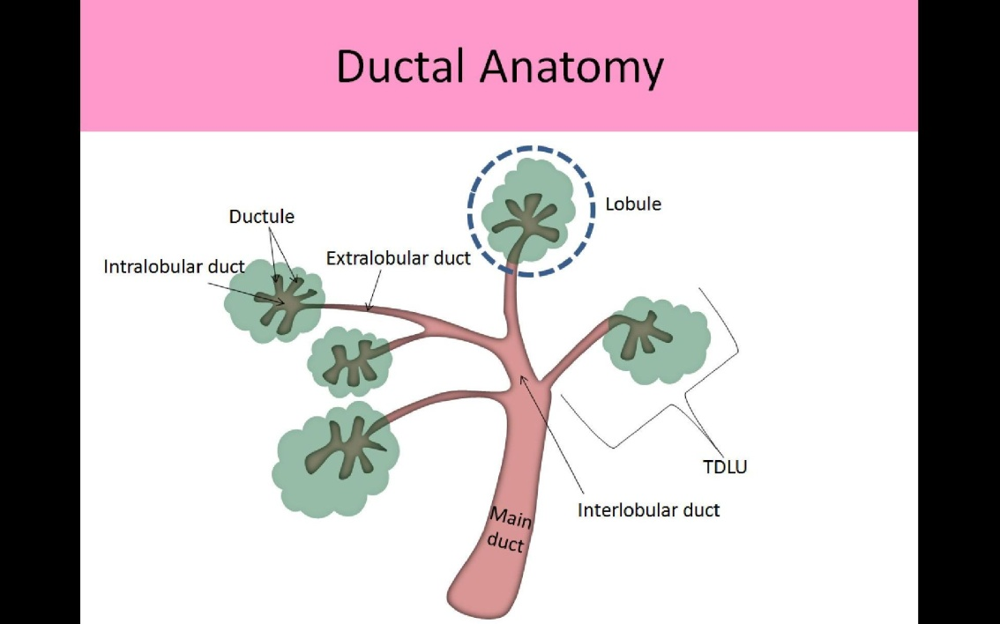 Ductal Anatomy
Lobule
Ductule
Extralobular duct
Intralobular duct
TDLU
Interlobular duct
Main
duct